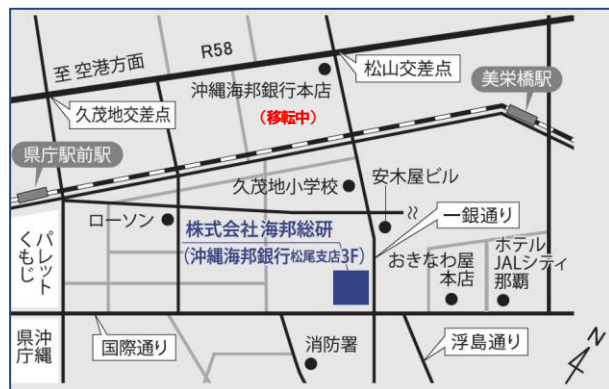 至 空港方面
R58
松山交差点
美栄橋駅
沖縄海邦銀行本店
(移転中)
久茂地交差点
県庁駅前駅
久茂地小学校
安木屋ビル
ローソン
株式会社 海邦総研
(沖縄海邦銀行松尾支店3F)
一銀通り
パレット
くもじ
おきなわ屋
本店
ホテル
JALシティ
那覇
沖縄
県庁
国際通り
消防署
浮島通り
N